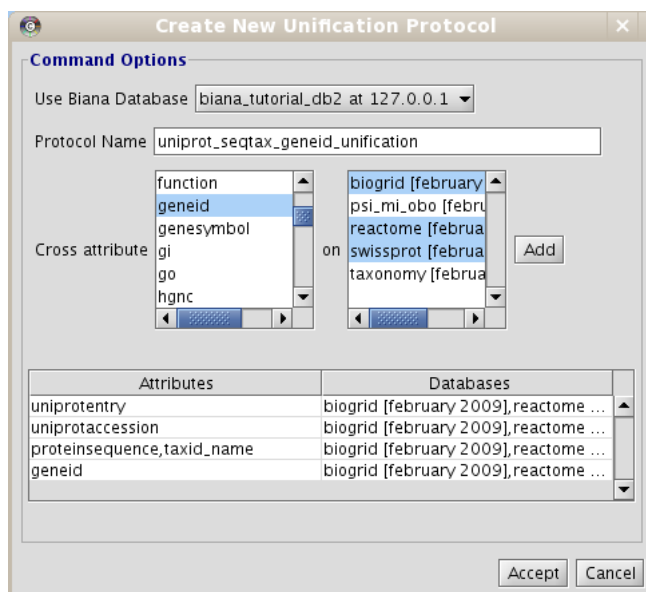 Create New Unification Protocol
Command Options
Use Biana Database biana_tutorial_db2 at 127.0.0.1
Protocol Name uniprot_seqtax_geneid_unification
function
geneid
genesymbol
Cross attribute gi
go
hgnc
on
biogrid [february
psi_mi_obo [febru
reactome [februa
swissprot [februa
taxonomy [februa
Add
Attributes Databases
uniprotentry biogrid [february 2009],reactome ...
uniprotaccession biogrid [february 2009],reactome ...
proteinsequence,taxid_name biogrid [february 2009],reactome ...
geneid biogrid [february 2009],reactome ...
Accept Cancel